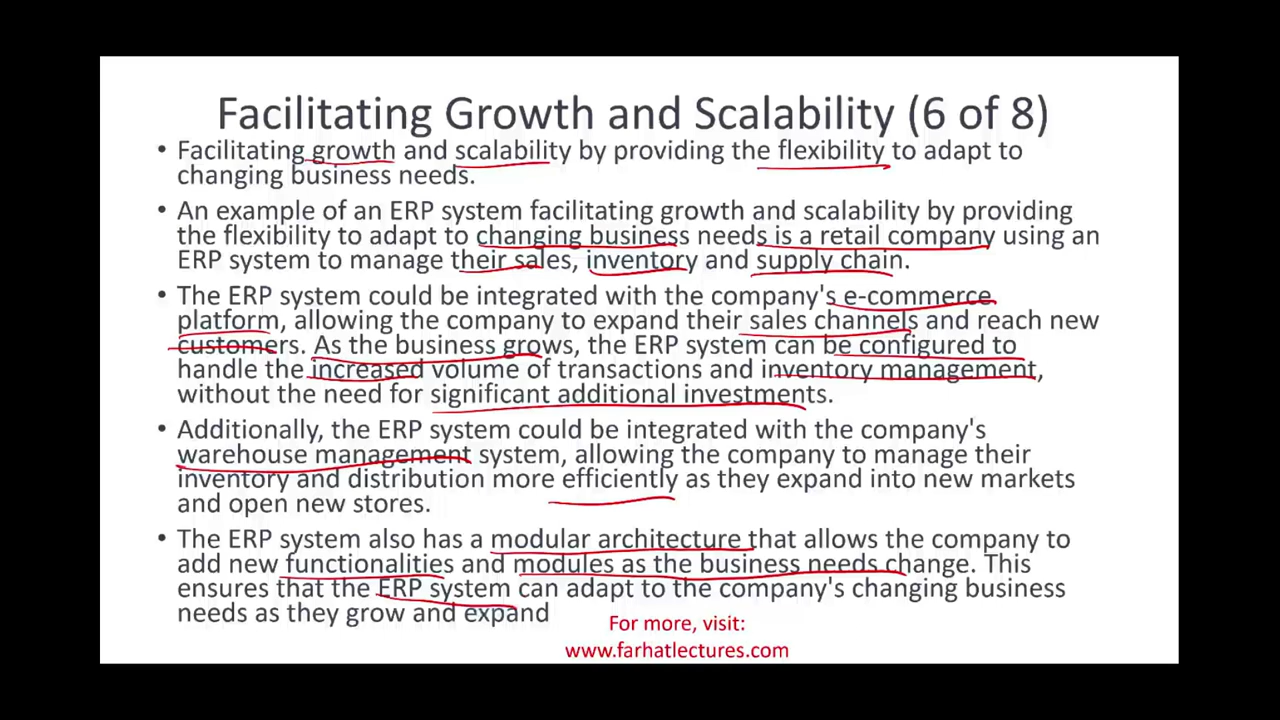 Facilitating Growth and Scalability (6 of 8)
• Facilitating growth and scalability by providing the flexibility to adapt to
changing business needs.
• An example of an ERP system facilitating growth and scalability by providing
the flexibility to adapt to changing business needs is a retail company using an
ERP system to manage their sales, inventory and supply chain.
• The ERP system could be integrated with the company's e-commerce
platform, allowing the company to expand their sales channels and reach new
customers. As the business grows, the ERP system can be configured to
handle the increased volume of transactions and inventory management,
without the need for significant additional investments.
• Additionally, the ERP system could be integrated with the company's
warehouse management system, allowing the company to manage their
inventory and distribution more efficiently as they expand into new markets
and open new stores.
• The ERP system also has a modular architecture that allows the company to
add new functionalities and modules as the business needs change. This
ensures that the ERP system can adapt to the company's changing business
needs as they grow and expand
For more, visit:
www.farhatlectures.com